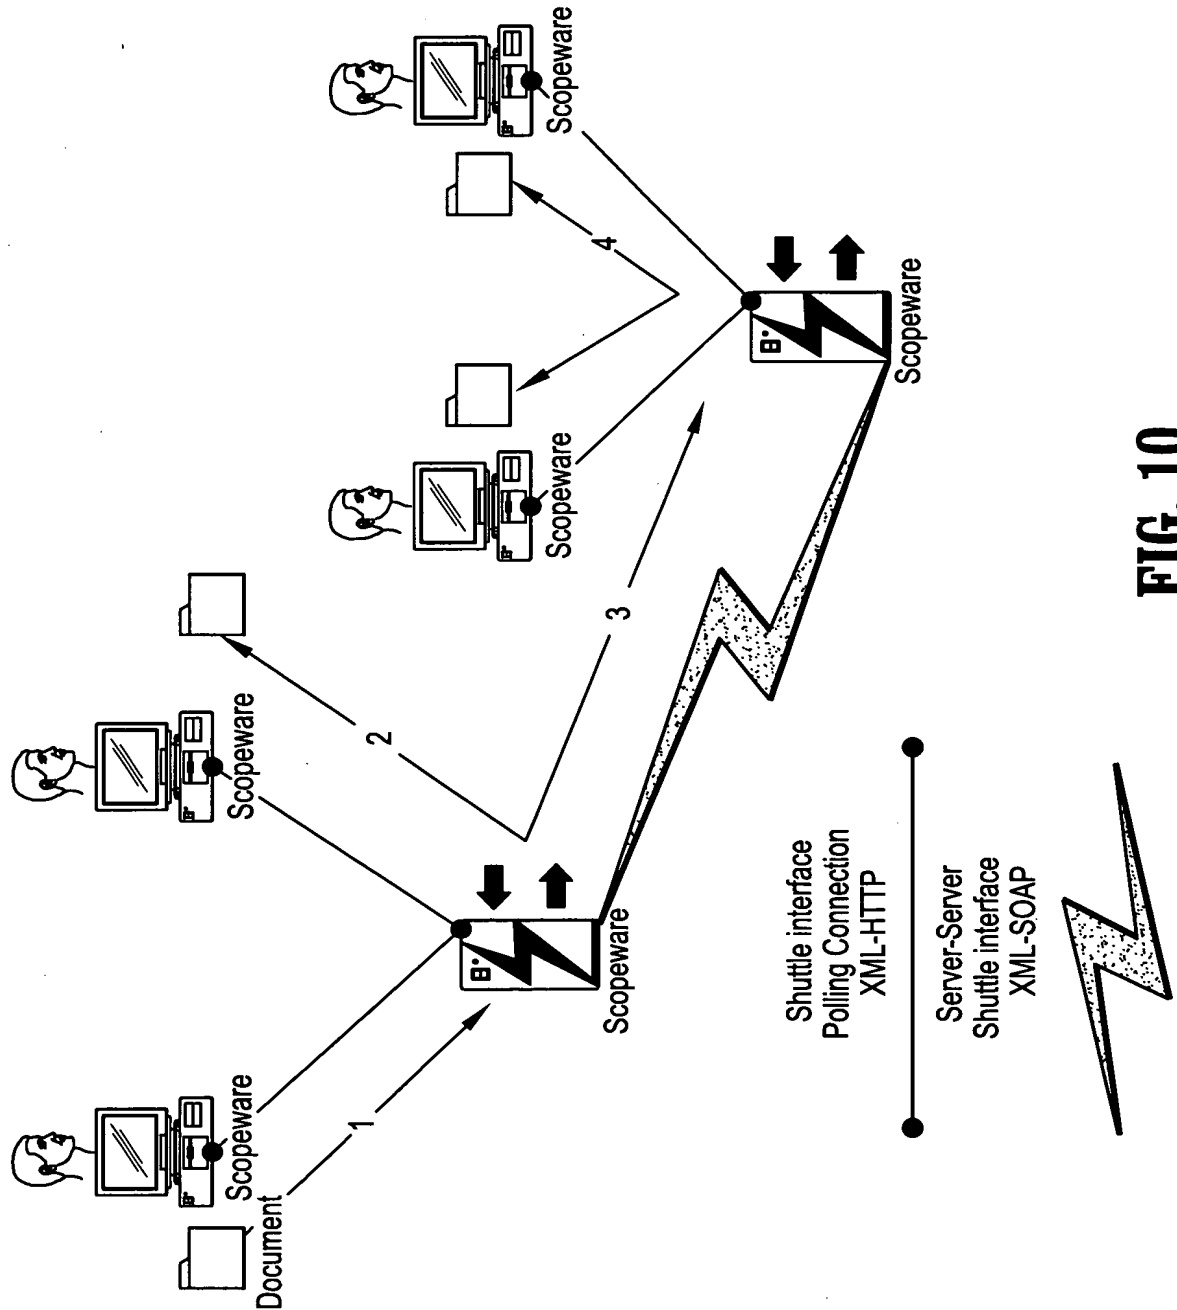 Document
Scopeware
Scopeware
Scopeware
Scopeware
1
2
3
4
Scopeware
Scopeware
Shuttle interface
Polling Connection
XML-HTTP
Server-Server
Shuttle interface
XML-SOAP
FIG. 10